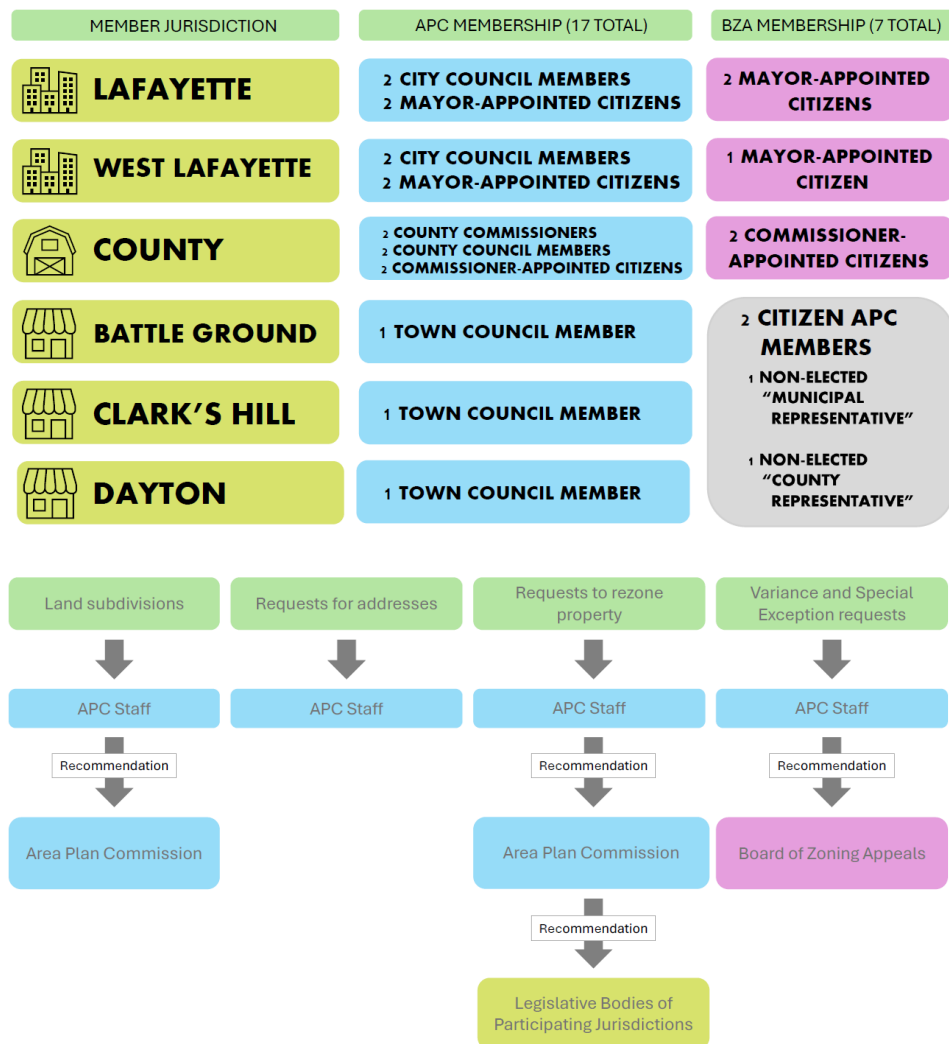 MEMBER JURISDICTION
APC MEMBERSHIP (17 TOTAL)
BZA MEMBERSHIP (7 TOTAL)
LAFAYETTE
2 CITY COUNCIL MEMBERS
2 MAYOR-APPOINTED CITIZENS
2 MAYOR-APPOINTED
CITIZENS
WEST LAFAYETTE
2 CITY COUNCIL MEMBERS
2 MAYOR-APPOINTED CITIZENS
1 MAYOR-APPOINTED
CITIZEN
COUNTY
2 COUNTY COMMISSIONERS
2 COUNTY COUNCIL MEMBERS
2 COMMISSIONER-APPOINTED CITIZENS
2 COMMISSIONER-
APPOINTED CITIZENS
BATTLE GROUND
1 TOWN COUNCIL MEMBER
CLARK'S HILL
1 TOWN COUNCIL MEMBER
DAYTON
1 TOWN COUNCIL MEMBER
2 CITIZEN APC
MEMBERS
1 NON-ELECTED
“MUNICIPAL
REPRESENTATIVE”
1 NON-ELECTED
“COUNTY
REPRESENTATIVE”
Land subdivisions
Requests for addresses
Requests to rezone
property
Variance and Special
Exception requests
APC Staff
APC Staff
APC Staff
APC Staff
Recommendation
Recommendation
Recommendation
Area Plan Commission
Area Plan Commission
Board of Zoning Appeals
Recommendation
Legislative Bodies of
Participating Jurisdictions